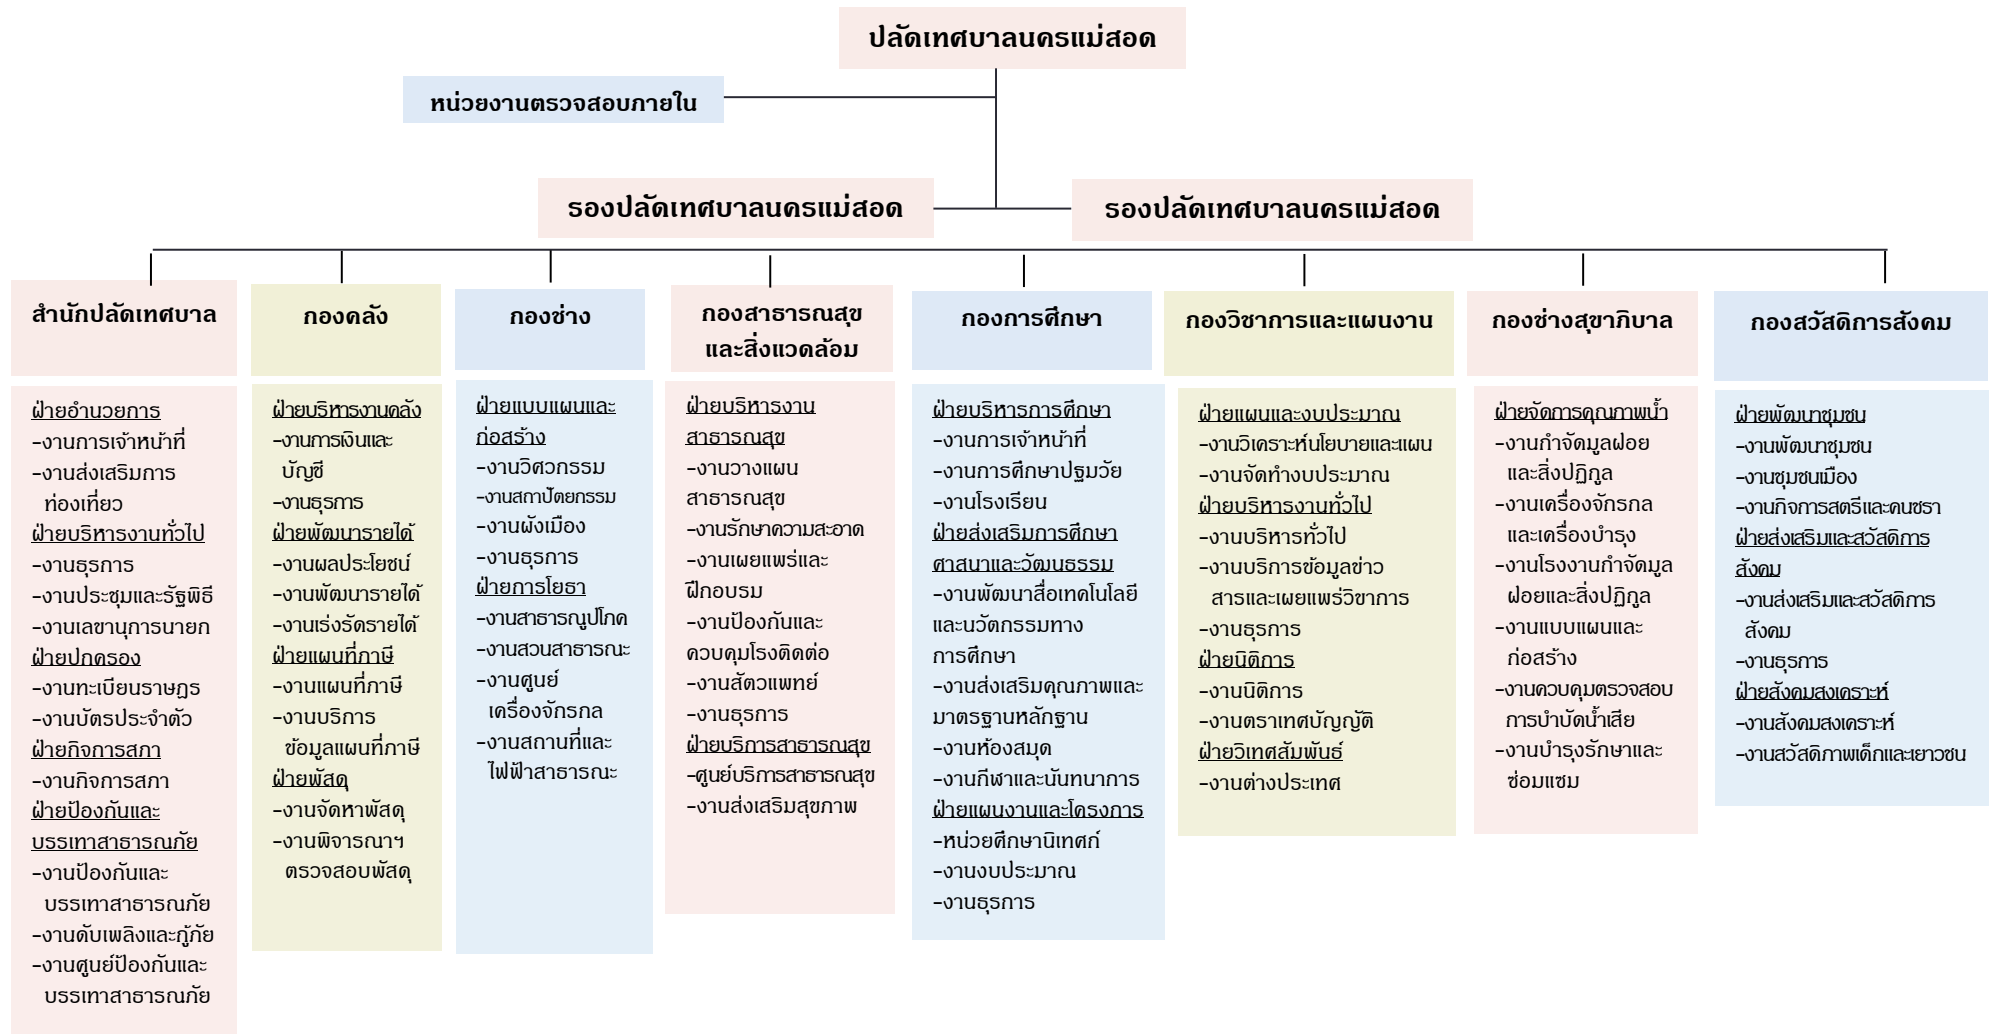 ปลัดเทศบาลนครแม่สอด
หน่วยงานตรวจสอบภายใน
รองปลัดเทศบาลนครแม่สอด
รองปลัดเทศบาลนครแม่สอด
สำนักปลัดเทศบาล
ฝ่ายอำนวยการ
-งานการเจ้าหน้าที่
-งานส่งเสริมการ
ท่องเที่ยว
ฝ่ายบริหารงานทั่วไป
-งานธุรการ
-งานประชุมและรัฐพิธี
-งานเลขานุการนายก
ฝ่ายปกครอง
-งานทะเบียนราษฎร
-งานบัตรประจำตัว
ฝ่ายกิจการสภา
-งานกิจการสภา
ฝ่ายป้องกันและ
บรรเทาสาธารณภัย
-งานป้องกันและ
บรรเทาสาธารณภัย
-งานดับเพลิงและกู้ภัย
-งานศูนย์ป้องกันและ
บรรเทาสาธารณภัย
กองคลัง
ฝ่ายบริหารงานคลัง
-งานการเงินและ
บัญชี
-งานธุรการ
ฝ่ายพัฒนารายได้
-งานผลประโยชน์
-งานพัฒนารายได้
-งานเร่งรัดรายได้
ฝ่ายแผนที่ภาษี
-งานแผนที่ภาษี
-งานบริการ
ข้อมูลแผนที่ภาษี
ฝ่ายพัสดุ
-งานจัดหาพัสดุ
-งานพิจารณาฯ
ตรวจสอบพัสดุ
กองช่าง
ฝ่ายแบบแผนและ
ก่อสร้าง
-งานวิศวกรรม
-งานสถาปัตยกรรม
-งานผังเมือง
-งานธุรการ
ฝ่ายการโยธา
-งานสาธารณูปโภค
-งานสวนสาธารณะ
-งานศูนย์
เครื่องจักรกล
-งานสถานที่และ
ไฟฟ้าสาธารณะ
กองสาธารณสุข
และสิ่งแวดล้อม
ฝ่ายบริหารงาน
สาธารณสุข
-งานวางแผน
สาธารณสุข
-งานรักษาความสะอาด
-งานเผยแพร่และ
ฝึกอบรม
-งานป้องกันและ
ควบคุมโรงติดต่อ
-งานสัตวแพทย์
-งานธุรการ
ฝ่ายบริการสาธารณสุข
-ศูนย์บริการสาธารณสุข
-งานส่งเสริมสุขภาพ
กองการศึกษา
ฝ่ายบริหารการศึกษา
-งานการเจ้าหน้าที่
-งานการศึกษาปฐมวัย
-งานโรงเรียน
ฝ่ายส่งเสริมการศึกษา
ศาสนาและวัฒนธรรม
-งานพัฒนาสื่อเทคโนโลยี
และนวัตกรรมทาง
การศึกษา
-งานส่งเสริมคุณภาพและ
มาตรฐานหลักฐาน
-งานห้องสมุด
-งานกีฬาและนันทนาการ
ฝ่ายแผนงานและโครงการ
-หน่วยศึกษานิเทศก์
-งานงบประมาณ
-งานธุรการ
กองวิชาการและแผนงาน
ฝ่ายแผนและงบประมาณ
-งานวิเคราะห์นโยบายและแผน
-งานจัดทำงบประมาณ
ฝ่ายบริหารงานทั่วไป
-งานบริหารทั่วไป
-งานบริการข้อมูลข่าว
สารและเผยแพร่วิขาการ
-งานธุรการ
ฝ่ายนิติการ
-งานนิติการ
-งานตราเทศบัญญัติ
ฝ่ายวิเทศสัมพันธ์
-งานต่างประเทศ
กองช่างสุขาภิบาล
ฝ่ายจัดการคุณภาพน้ำ
-งานกำจัดมูลฝอย
และสิ่งปฏิกูล
-งานเครื่องจักรกล
และเครื่องบำรุง
-งานโรงงานกำจัดมูล
ฝอยและสิ่งปฏิกูล
-งานแบบแผนและ
ก่อสร้าง
-งานควบคุมตรวจสอบ
การบำบัดน้ำเสีย
-งานบำรุงรักษาและ
ซ่อมแซม
กองสวัสดิการสังคม
ฝ่ายพัฒนาชุมชน
-งานพัฒนาชุมชน
-งานชุมชนเมือง
-งานกิจการสตรีและคนชรา
ฝ่ายส่งเสริมและสวัสดิการ
สังคม
-งานส่งเสริมและสวัสดิการ
สังคม
-งานธุรการ
ฝ่ายสังคมสงเคราะห์
-งานสังคมสงเคราะห์
-งานสวัสดิภาพเด็กและเยาวชน